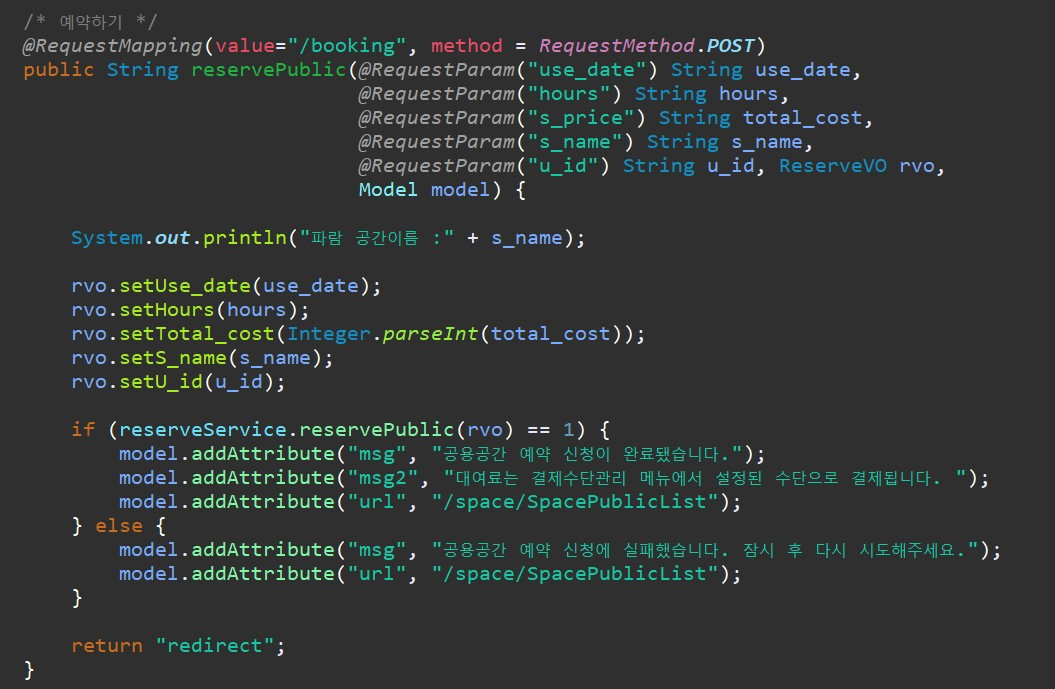 /* 예약하기 */
@RequestMapping(value="/booking", method = RequestMethod.POST)
public String reservePublic(@RequestParam("use_date") String use_date,
@RequestParam("hours") String hours,
@RequestParam("s_price") String total_cost,
@RequestParam("s_name") String s_name,
@RequestParam("u_id") String u_id, ReserveVO rvo,
Model model) {
System.out.println("파람 공간이름 :" + s_name);
rvo.setUse_date(use_date);
rvo.setHours(hours);
rvo.setTotal_cost(Integer.parseInt(total_cost));
rvo.setS_name(s_name);
rvo.setU_id(u_id);
if (reserveService.reservePublic(rvo) == 1) {
model.addAttribute("msg", "공용공간 예약 신청이 완료됐습니다.");
model.addAttribute("msg2", "대여료는 결제수단관리 메뉴에서 설정된 수단으로 결제됩니다. ");
model.addAttribute("url", "/space/SpacePublicList");
} else {
model.addAttribute("msg", "공용공간 예약 신청에 실패했습니다. 잠시 후 다시 시도해주세요.");
model.addAttribute("url", "/space/SpacePublicList");
}
return "redirect";
}